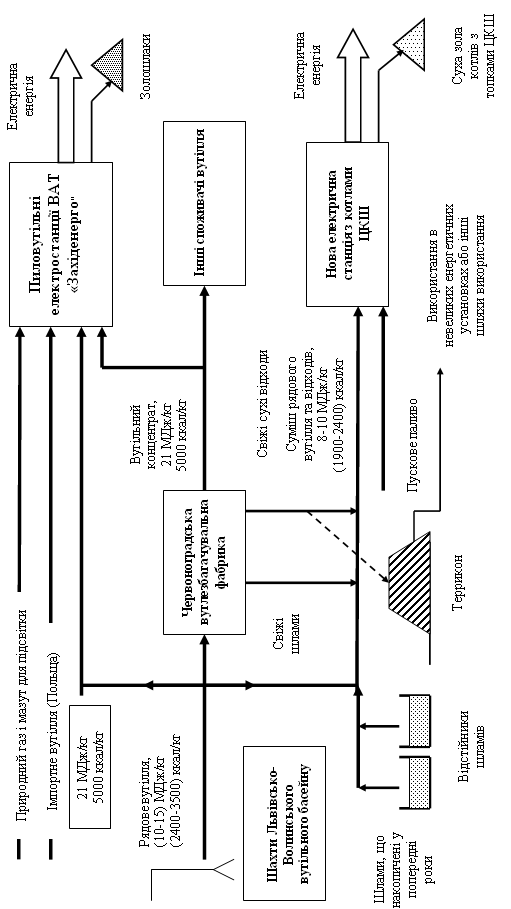 Природний газ і мазут для підсвітки
Імпортне вугілля (Польща)
21 МДж/кг
5000 ккал/кг
Рядове вугілля,
(10-15) МДж/кг
(2400-3500) ккал/кг
Шахти Львівсько-
Волинського
вугільного басейну
Шлами, що
накопичені у
попередні
роки
Відстійники
шламів
Террикон
Свіжі
шлами
Червоноградська
вуглезбагачувальна
фабрика
Вугільний
концентрат,
21 МДж/кг
5000 ккал/кг
Свіжі сухі відходи
Суміш рядового
вугілля та відходів,
8-10 МДж/кг
(1900-2400) ккал/кг
Пускове паливо
Використання в
невеликих енергетичних
установках або інші
шляхи використання
Пиловугільні
електростанції ВАТ
«Західенерго»
Інші споживачі вугілля
Нова електрична
станція з котлами
ЦКШ
Електрична
енергія
Золошлаки
Електрична
енергія
Суха зола
котлів з
топками ЦКШ